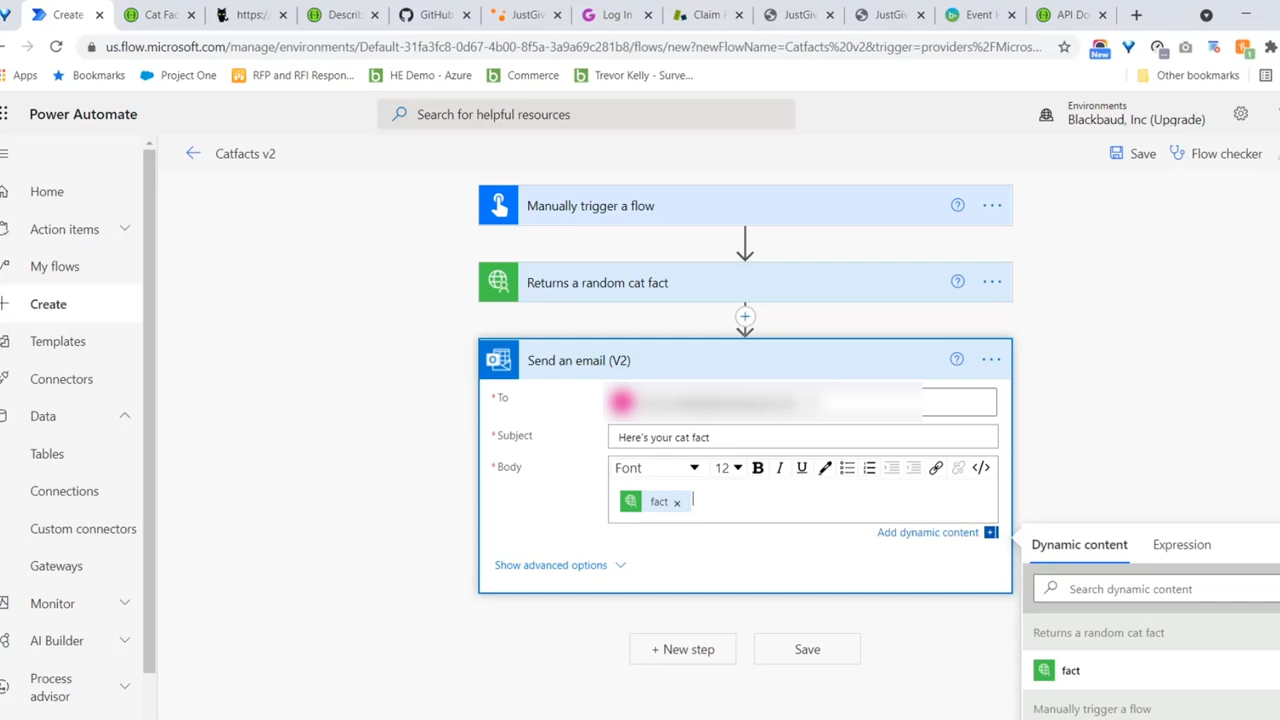 Create
Cat Fac
https:/
Describ
GitHub
JustGiv
Log In
Claim F
JustGiv
JustGiv
Event H
API Do
us.flow.microsoft.com/manage/environments/Default-31fa3fc8-0d67-4b08-8f5a-3a9a69c281b8/flows/new?newFlowName=Catfacts%20v2&trigger=providers%2FMicros...
New
1
Apps
Bookmarks
Project One
RFP and RFI Respon...
HE Demo - Azure
Commerce
Trevor Kelly - Surve...
Other bookmarks
Power Automate
Search for helpful resources
Environments
Blackbaud, Inc (Upgrade)
Catfacts v2
Save
Flow checker
Home
Action items
My flows
Create
Templates
Connectors
Data
Tables
Connections
Custom connectors
Gateways
Monitor
AI Builder
Process
advisor
Manually trigger a flow
Returns a random cat fact
Send an email (V2)
* To
* Subject
Here's your cat fact
* Body
Font 12 B I U </>
fact x
Add dynamic content
Show advanced options
+ New step
Save
Dynamic content
Expression
Search dynamic content
Returns a random cat fact
fact
Manually trigger a flow